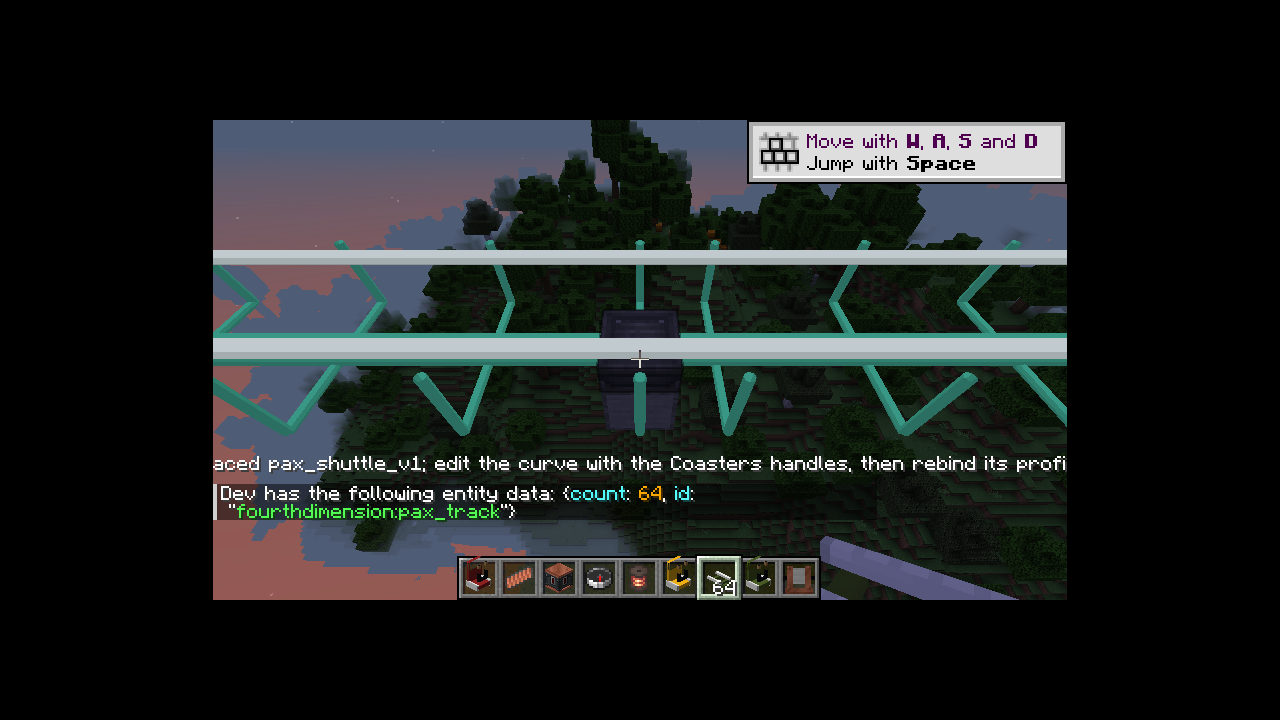 Move with W, A, S and D
Jump with Space
aced pax_shuttle_v1; edit the curve with the Coasters handles, then rebind its profi
Dev has the following entity data: {count: 64, id:
"fourthdimension:pax_track"}
64